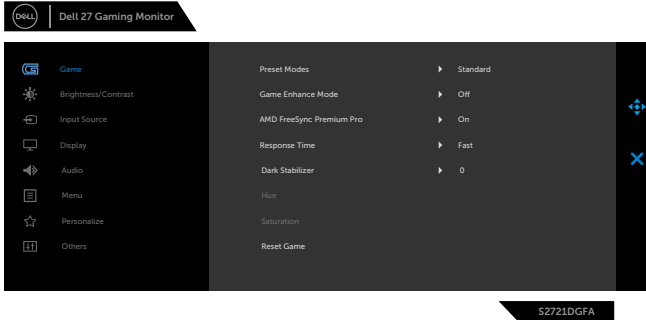 DELL Dell 27 Gaming Monitor
Game Preset Modes Standard
Brightness/Contrast Game Enhance Mode Off
Input Source AMD FreeSync Premium Pro On
Display Response Time Fast
Audio Dark Stabilizer 0
Menu Hue
Personalize Saturation
Others Reset Game
S2721DGFA